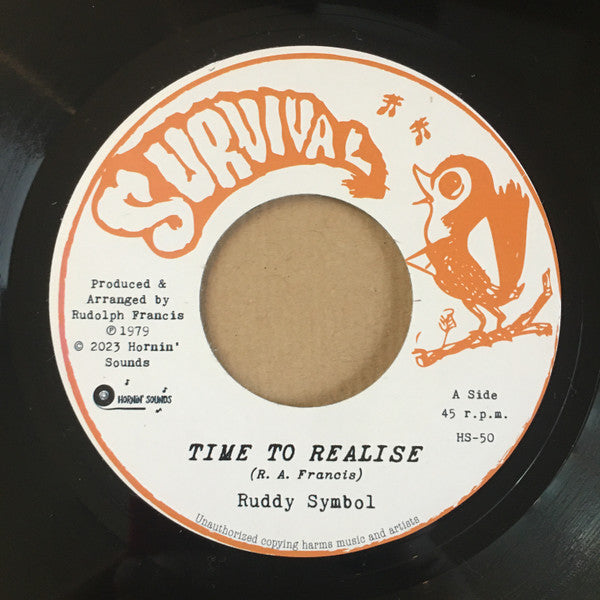 SURVIVAL
Produced &
Arranged by
Rudolph Francis
℗ 1979
© 2023 Hornin'
Sounds
HORNIN' SOUNDS
A Side
45 r.p.m.
HS-50
TIME TO REALISE
(R. A. Francis)
Ruddy Symbol
Unauthorized copying harms music and artists